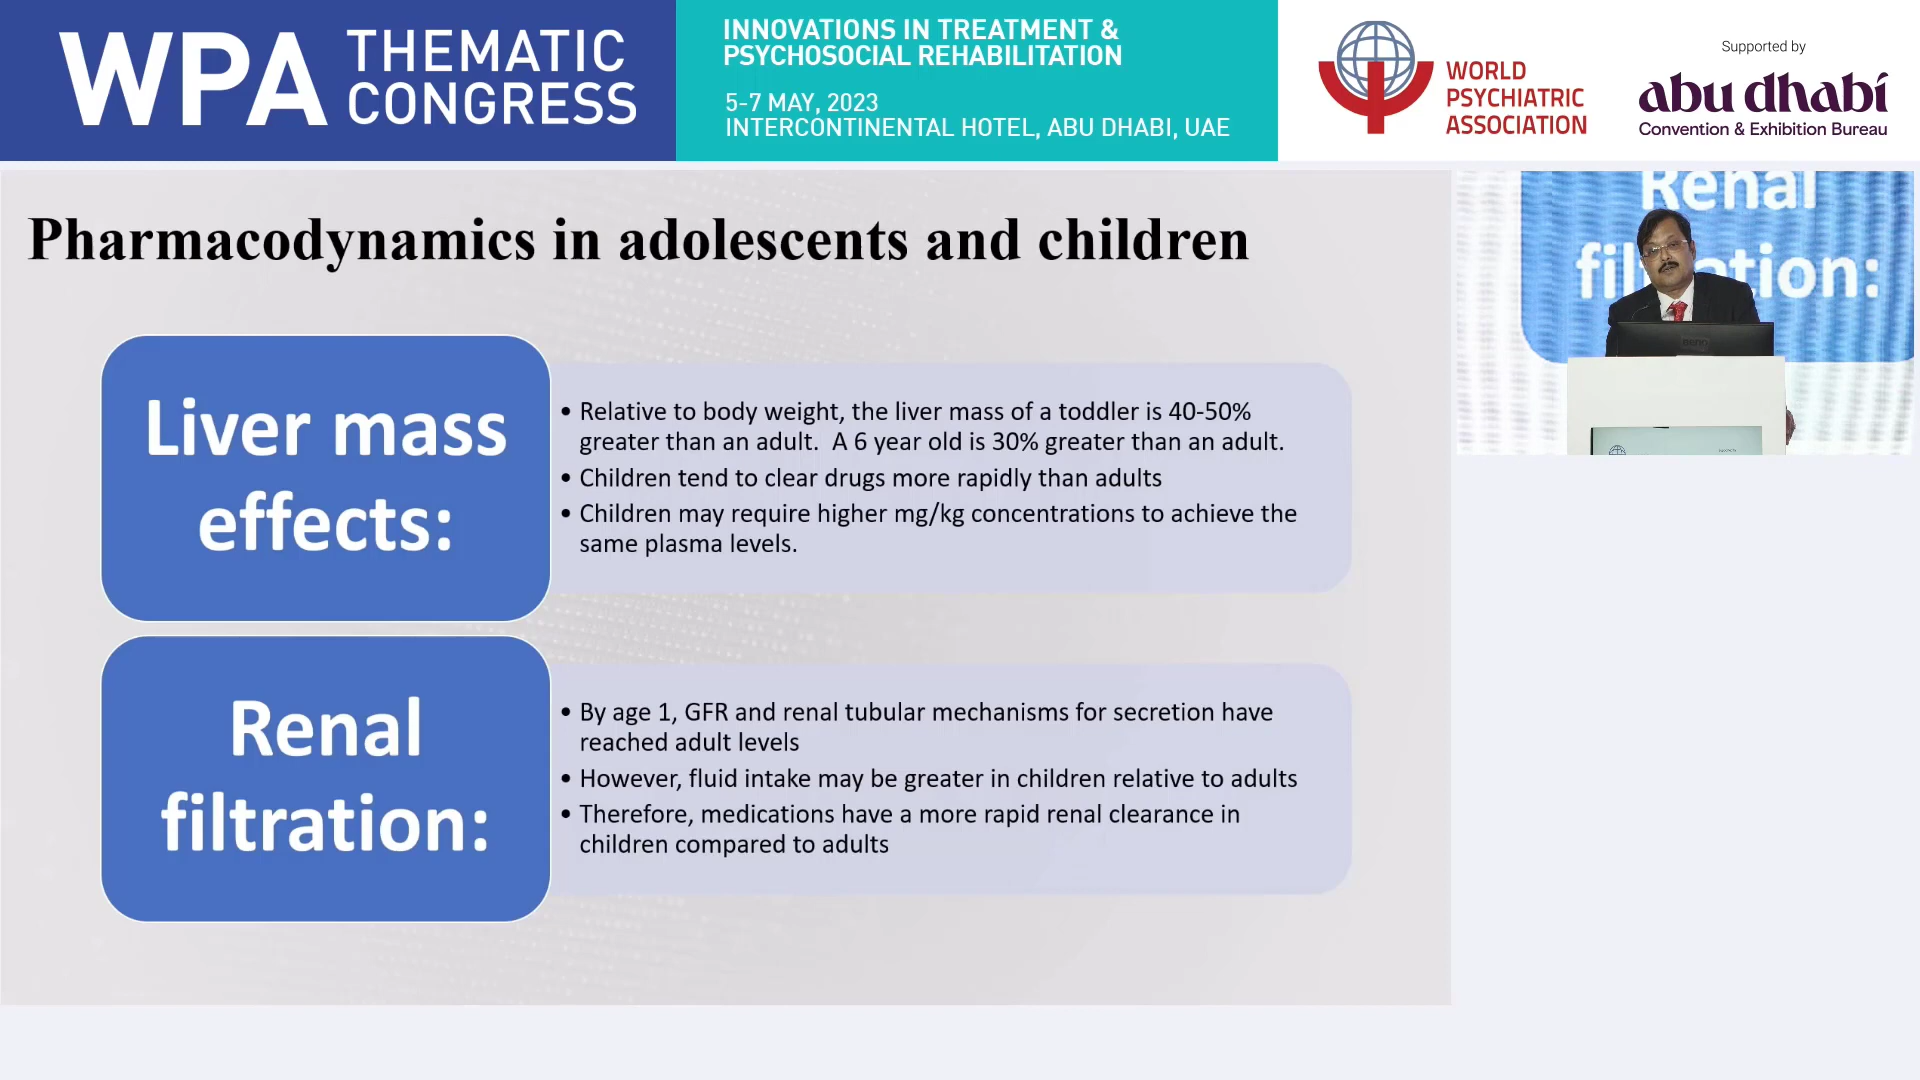 WPA THEMATIC
CONGRESS
INNOVATIONS IN TREATMENT &
PSYCHOSOCIAL REHABILITATION
5-7 MAY, 2023
INTERCONTINENTAL HOTEL, ABU DHABI, UAE
WORLD
PSYCHIATRIC
ASSOCIATION
Supported by
abu dhabi
Convention & Exhibition Bureau
Pharmacodynamics in adolescents and children
Liver mass
effects:
• Relative to body weight, the liver mass of a toddler is 40-50%
greater than an adult.  A 6 year old is 30% greater than an adult.
• Children tend to clear drugs more rapidly than adults
• Children may require higher mg/kg concentrations to achieve the
same plasma levels.
Renal
filtration:
• By age 1, GFR and renal tubular mechanisms for secretion have
reached adult levels
• However, fluid intake may be greater in children relative to adults
• Therefore, medications have a more rapid renal clearance in
children compared to adults
Renal
filtration: